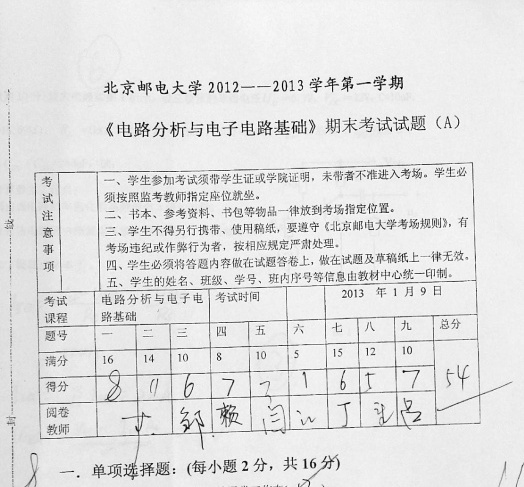 北京邮电大学 2012——2013 学年第一学期
《电路分析与电子电路基础》期末考试试题（A）
考试注意事项
一、学生参加考试须带学生证或学院证明，未带者不准进入考场。学生必
须按照监考教师指定座位就坐。
二、书本、参考资料、书包等物品一律放到考场指定位置。
三、学生不得另行携带、使用稿纸，要遵守《北京邮电大学考场规则》，有
考场违纪或作弊行为者，按相应规定严肃处理。
四、学生必须将答题内容做在试题答卷上，做在试题及草稿纸上一律无效。
五、学生的姓名、班级、学号、班内序号等信息由教材中心统一印制。
考试课程 电路分析与电子电路基础 考试时间 2013 年 1 月 9 日
题号 一 二 三 四 五 六 七 八 九 总分
满分 16 14 10 8 10 5 15 12 10
得分 8 11 6 7 1 6 5 7 54
阅卷教师 邹 赖 闫 江 丁 吕
一．单项选择题：(每小题 2 分，共 16 分)